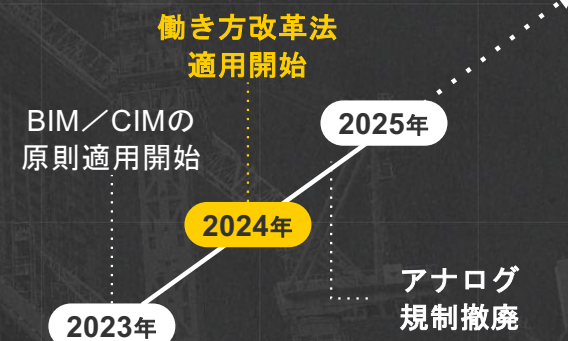 働き方改革法
適用開始
BIM／CIMの
原則適用開始
2025年
2024年
アナログ
規制撤廃
2023年